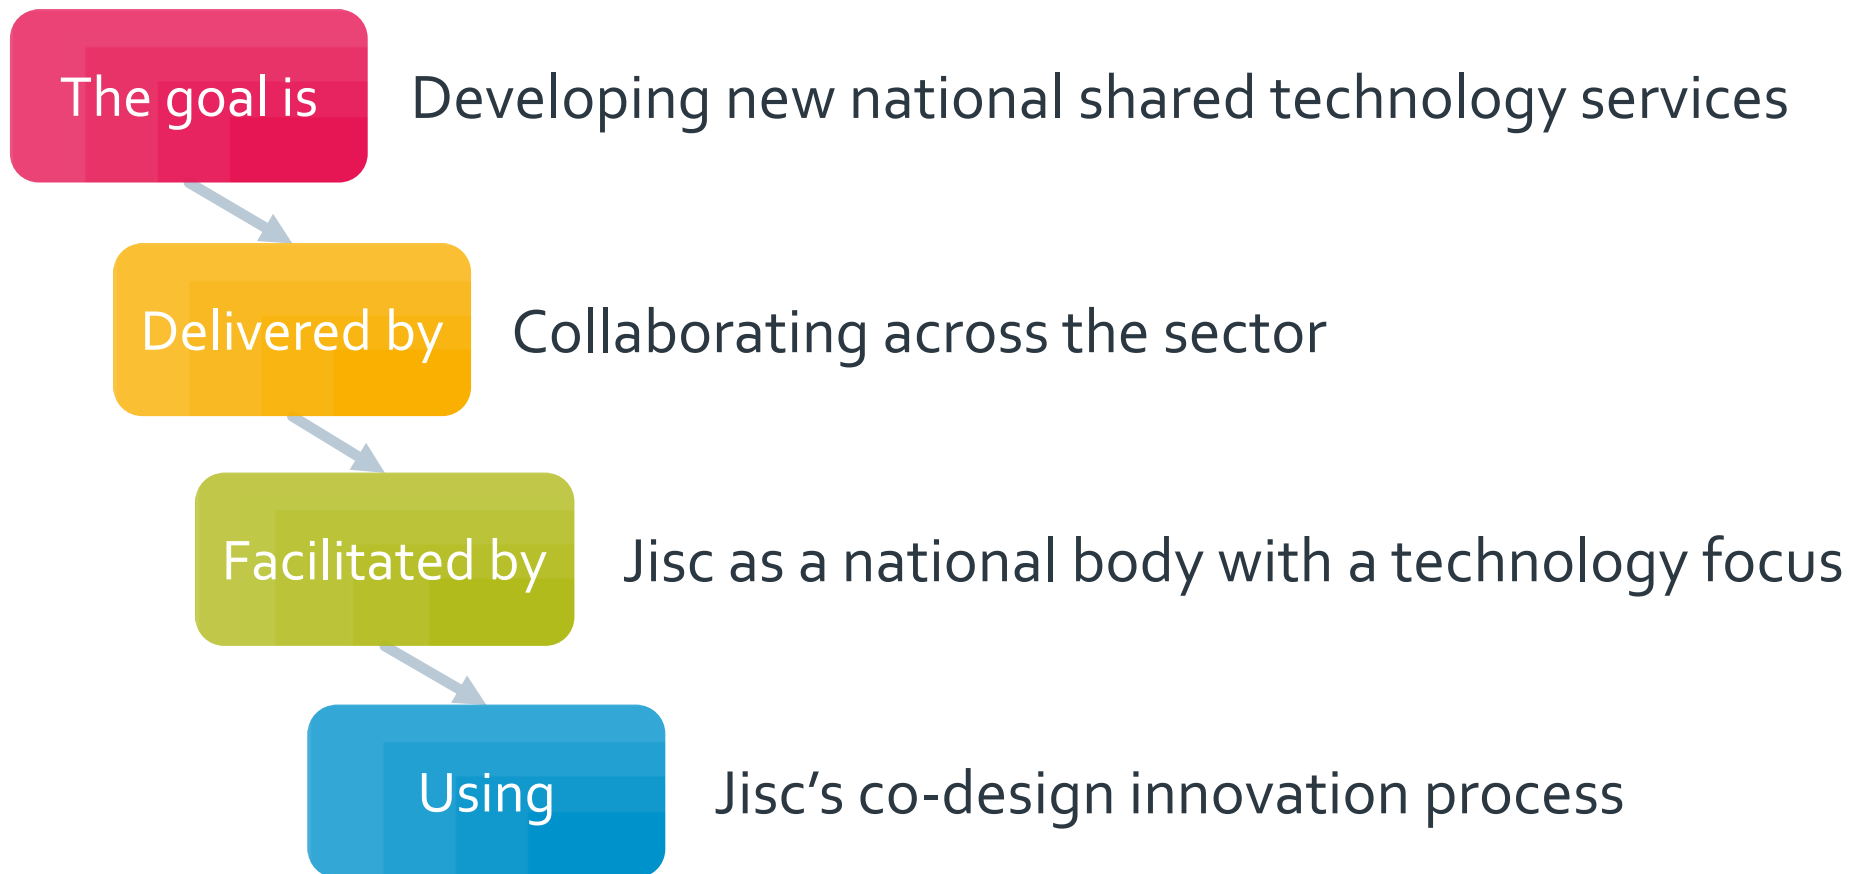 The goal is
Developing new national shared technology services
Delivered by
Collaborating across the sector
Facilitated by
Jisc as a national body with a technology focus
Using
Jisc’s co-design innovation process